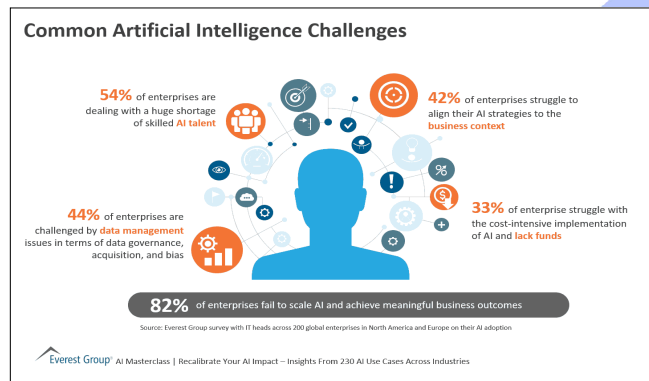 Common Artificial Intelligence Challenges
54% of enterprises are
dealing with a huge shortage
of skilled AI talent
42% of enterprises struggle to
align their AI strategies to the
business context
44% of enterprises are
challenged by data management
issues in terms of data governance,
acquisition, and bias
33% of enterprise struggle with
the cost-intensive implementation
of AI and lack funds
82% of enterprises fail to scale AI and achieve meaningful business outcomes
Source: Everest Group survey with IT heads across 200 global enterprises in North America and Europe on their AI adoption
Everest Group® AI Masterclass | Recalibrate Your AI Impact – Insights From 230 AI Use Cases Across Industries